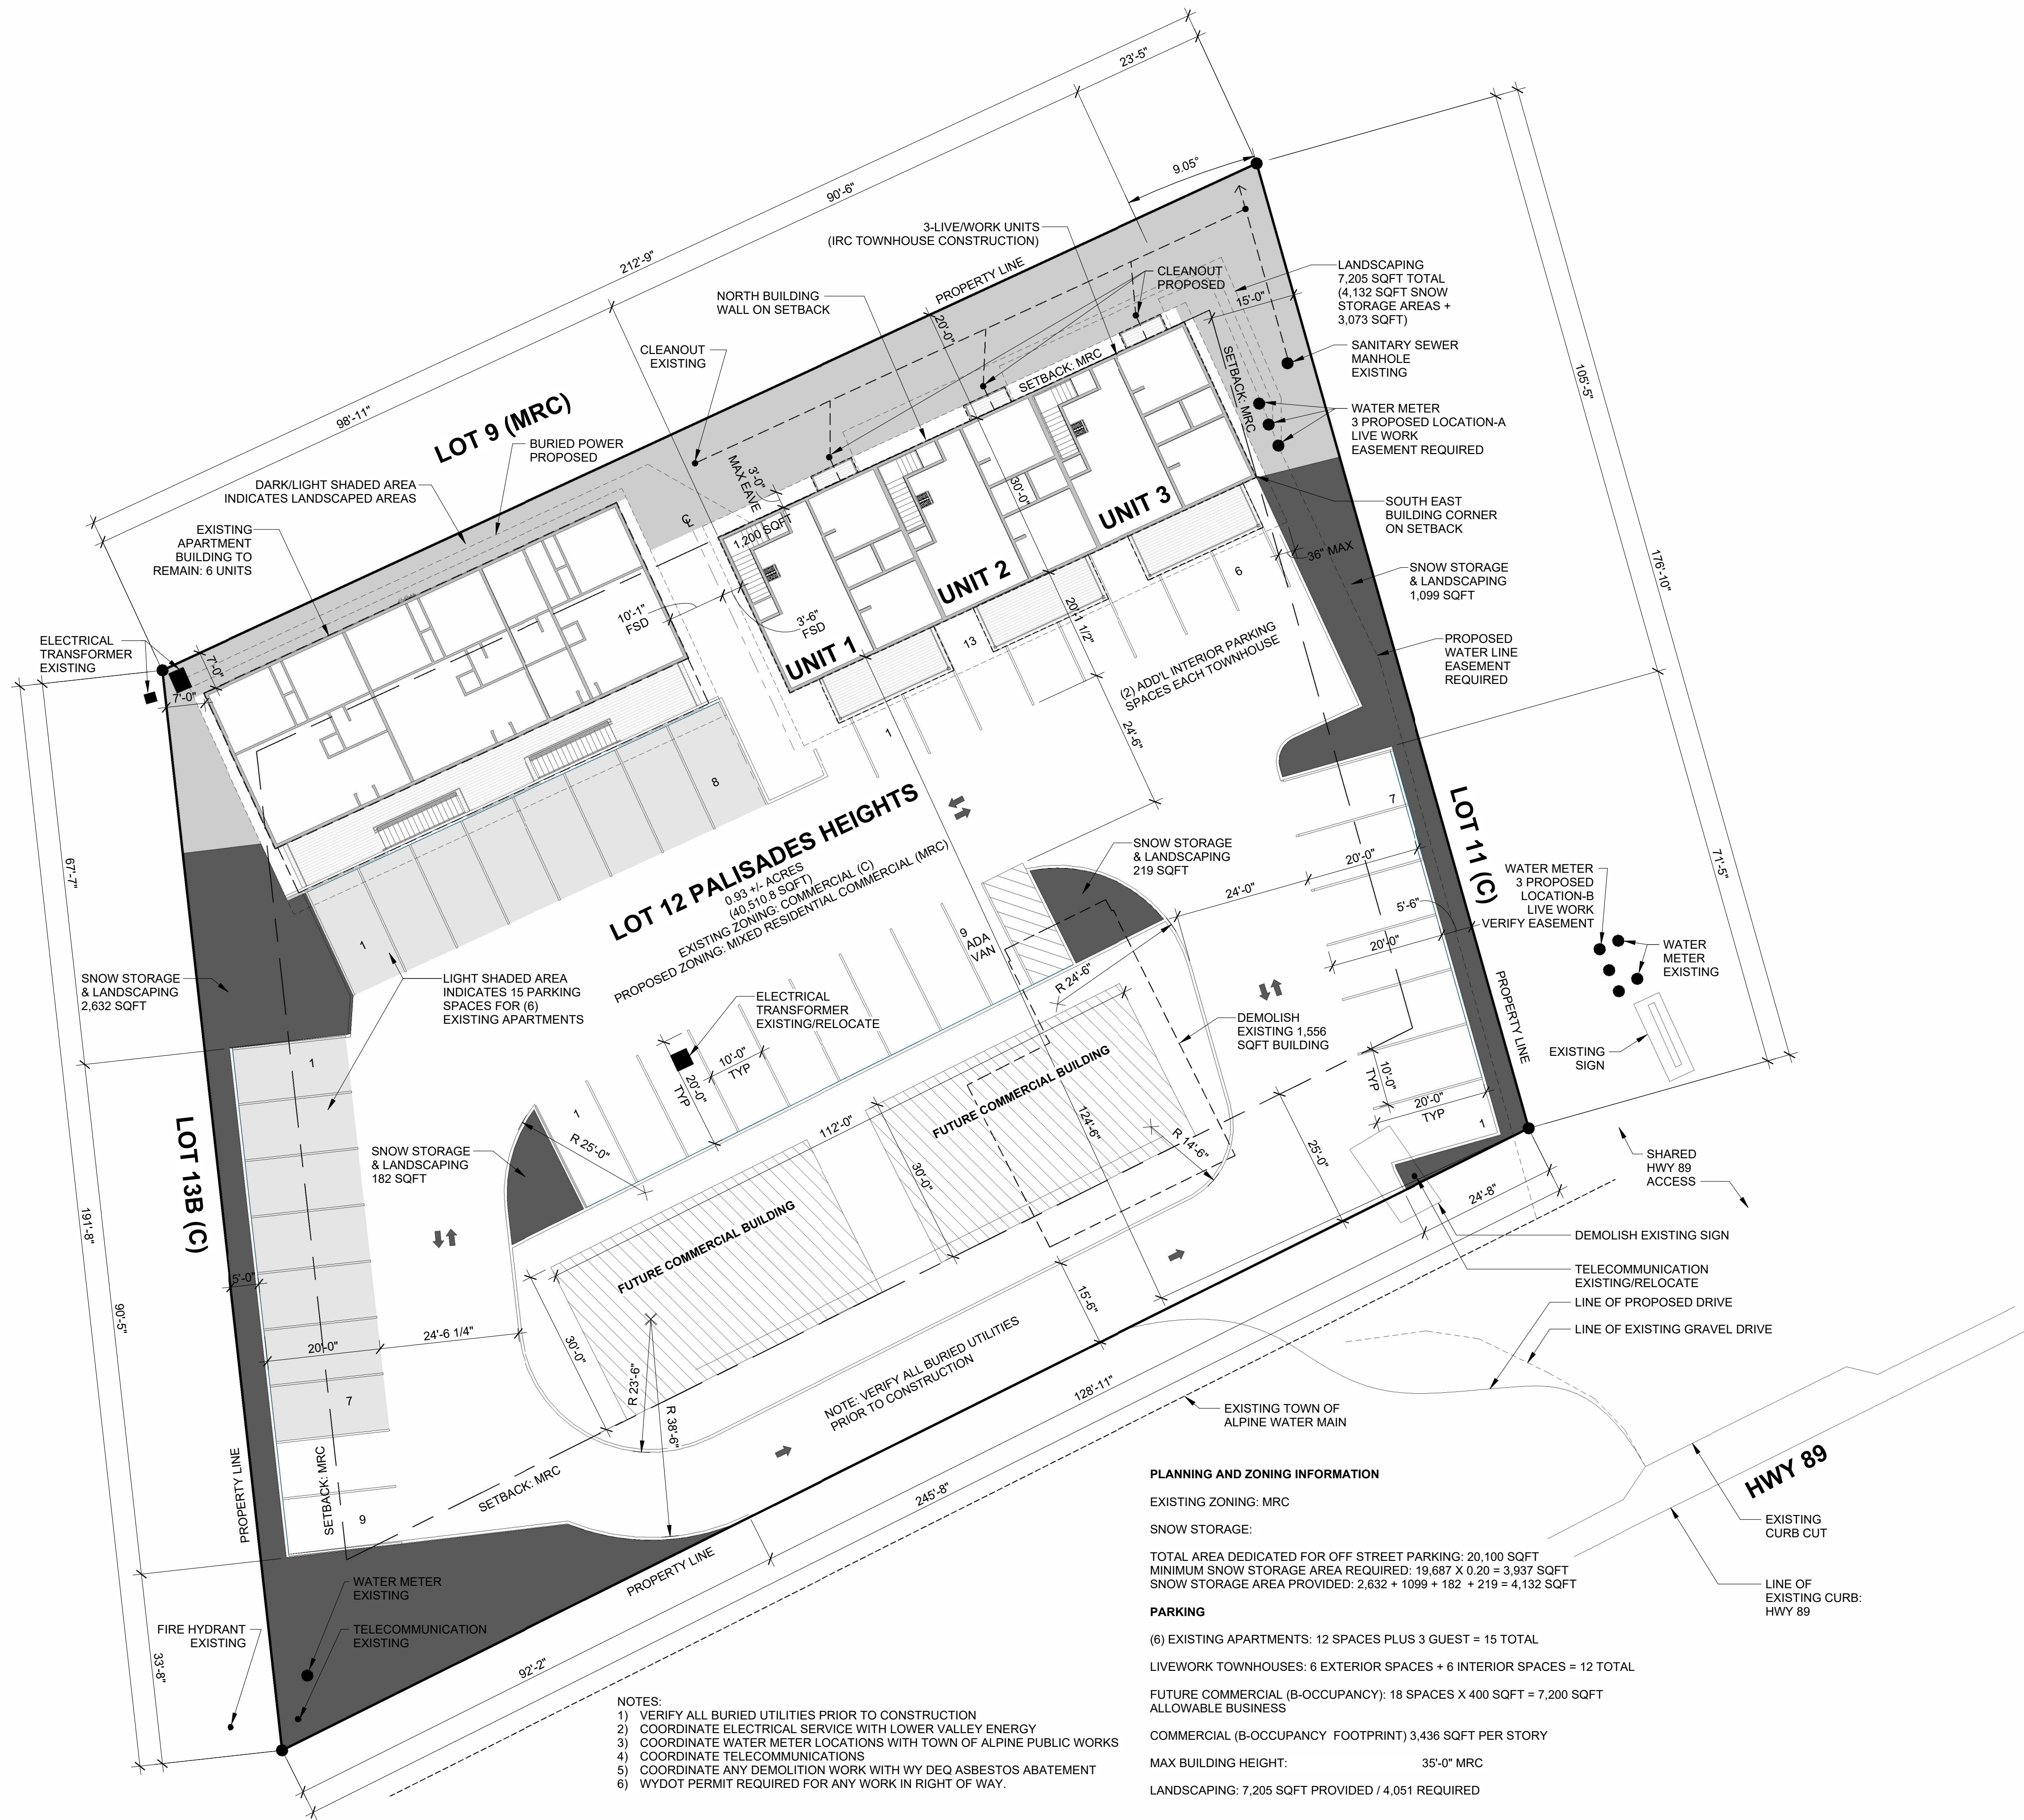 23'-5"
90'-6"
212'-9"
98'-11"
9.05°
3-LIVE/WORK UNITS
(IRC TOWNHOUSE CONSTRUCTION)
PROPERTY LINE
CLEANOUT
PROPOSED
NORTH BUILDING
WALL ON SETBACK
20'-0"
15'-0"
LANDSCAPING
7,205 SQFT TOTAL
(4,132 SQFT SNOW
STORAGE AREAS +
3,073 SQFT)
SANITARY SEWER
MANHOLE
EXISTING
CLEANOUT
EXISTING
SETBACK: MRC
SETBACK: MRC
105'-5"
176'-10"
WATER METER
3 PROPOSED LOCATION-A
LIVE WORK
EASEMENT REQUIRED
LOT 9 (MRC)
BURIED POWER
PROPOSED
DARK/LIGHT SHADED AREA
INDICATES LANDSCAPED AREAS
EXISTING
APARTMENT
BUILDING TO
REMAIN: 6 UNITS
3'-0"
MAX EAVE
1,200 SQFT
30'-0"
UNIT 3
UNIT 2
UNIT 1
SOUTH EAST
BUILDING CORNER
ON SETBACK
36" MAX
SNOW STORAGE
& LANDSCAPING
1,099 SQFT
6
13
1
10'-1"
FSD
3'-6"
FSD
20'-1 1/2"
ELECTRICAL
TRANSFORMER
EXISTING
7'-0"
7'-0"
PROPOSED
WATER LINE
EASEMENT
REQUIRED
(2) ADD'L INTERIOR PARKING
SPACES EACH TOWNHOUSE
24'-6"
8
1
67'-7"
LOT 12 PALISADES HEIGHTS
0.93 +/- ACRES
(40,510.8 SQFT)
EXISTING ZONING: COMMERCIAL (C)
PROPOSED ZONING: MIXED RESIDENTIAL COMMERCIAL (MRC)
SNOW STORAGE
& LANDSCAPING
219 SQFT
7
20'-0"
24'-0"
LOT 11 (C)
71'-5"
5'-6"
20'-0"
WATER METER
3 PROPOSED
LOCATION-B
LIVE WORK
VERIFY EASEMENT
WATER
METER
EXISTING
PROPERTY LINE
9
ADA
VAN
R 24'-6"
SNOW STORAGE
& LANDSCAPING
2,632 SQFT
LIGHT SHADED AREA
INDICATES 15 PARKING
SPACES FOR (6)
EXISTING APARTMENTS
ELECTRICAL
TRANSFORMER
EXISTING/RELOCATE
10'-0"
TYP
20'-0"
TYP
DEMOLISH
EXISTING 1,556
SQFT BUILDING
EXISTING
SIGN
10'-0"
TYP
20'-0"
TYP
1
1
1
R 25'-0"
112'-0"
FUTURE COMMERCIAL BUILDING
124'-6"
R 14'-6"
25'-0"
30'-0"
SNOW STORAGE
& LANDSCAPING
182 SQFT
LOT 13B (C)
191'-8"
90'-5"
5'-0"
FUTURE COMMERCIAL BUILDING
30'-0"
24'-6 1/4"
20'-0"
7
9
R 23'-6"
R 38'-6"
15'-6"
24'-8"
SHARED
HWY 89
ACCESS
DEMOLISH EXISTING SIGN
TELECOMMUNICATION
EXISTING/RELOCATE
LINE OF PROPOSED DRIVE
LINE OF EXISTING GRAVEL DRIVE
NOTE: VERIFY ALL BURIED UTILITIES
PRIOR TO CONSTRUCTION
128'-11"
EXISTING TOWN OF
ALPINE WATER MAIN
245'-8"
SETBACK: MRC
SETBACK: MRC
PROPERTY LINE
PROPERTY LINE
HWY 89
EXISTING
CURB CUT
LINE OF
EXISTING CURB:
HWY 89
WATER METER
EXISTING
FIRE HYDRANT
EXISTING
TELECOMMUNICATION
EXISTING
33'-8"
92'-2"
NOTES:
1) VERIFY ALL BURIED UTILITIES PRIOR TO CONSTRUCTION
2) COORDINATE ELECTRICAL SERVICE WITH LOWER VALLEY ENERGY
3) COORDINATE WATER METER LOCATIONS WITH TOWN OF ALPINE PUBLIC WORKS
4) COORDINATE TELECOMMUNICATIONS
5) COORDINATE ANY DEMOLITION WORK WITH WY DEQ ASBESTOS ABATEMENT
6) WYDOT PERMIT REQUIRED FOR ANY WORK IN RIGHT OF WAY.
PLANNING AND ZONING INFORMATION
EXISTING ZONING: MRC
SNOW STORAGE:
TOTAL AREA DEDICATED FOR OFF STREET PARKING: 20,100 SQFT
MINIMUM SNOW STORAGE AREA REQUIRED: 19,687 X 0.20 = 3,937 SQFT
SNOW STORAGE AREA PROVIDED: 2,632 + 1099 + 182 + 219 = 4,132 SQFT
PARKING
(6) EXISTING APARTMENTS: 12 SPACES PLUS 3 GUEST = 15 TOTAL
LIVEWORK TOWNHOUSES: 6 EXTERIOR SPACES + 6 INTERIOR SPACES = 12 TOTAL
FUTURE COMMERCIAL (B-OCCUPANCY): 18 SPACES X 400 SQFT = 7,200 SQFT
ALLOWABLE BUSINESS
COMMERCIAL (B-OCCUPANCY FOOTPRINT) 3,436 SQFT PER STORY
MAX BUILDING HEIGHT: 35'-0" MRC
LANDSCAPING: 7,205 SQFT PROVIDED / 4,051 REQUIRED